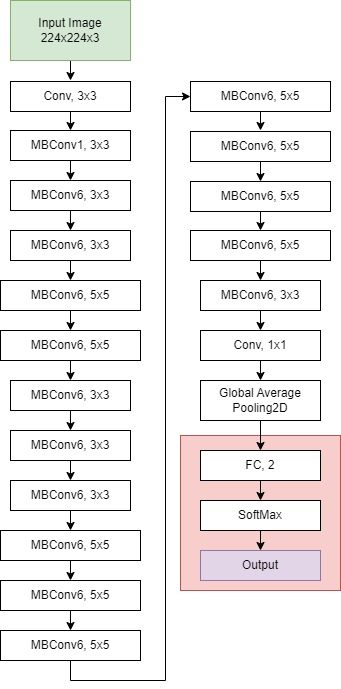 Input Image
224x224x3
Conv, 3x3
MBConv1, 3x3
MBConv6, 3x3
MBConv6, 3x3
MBConv6, 5x5
MBConv6, 5x5
MBConv6, 3x3
MBConv6, 3x3
MBConv6, 3x3
MBConv6, 5x5
MBConv6, 5x5
MBConv6, 5x5
MBConv6, 5x5
MBConv6, 5x5
MBConv6, 5x5
MBConv6, 5x5
MBConv6, 3x3
Conv, 1x1
Global Average
Pooling2D
FC, 2
SoftMax
Output